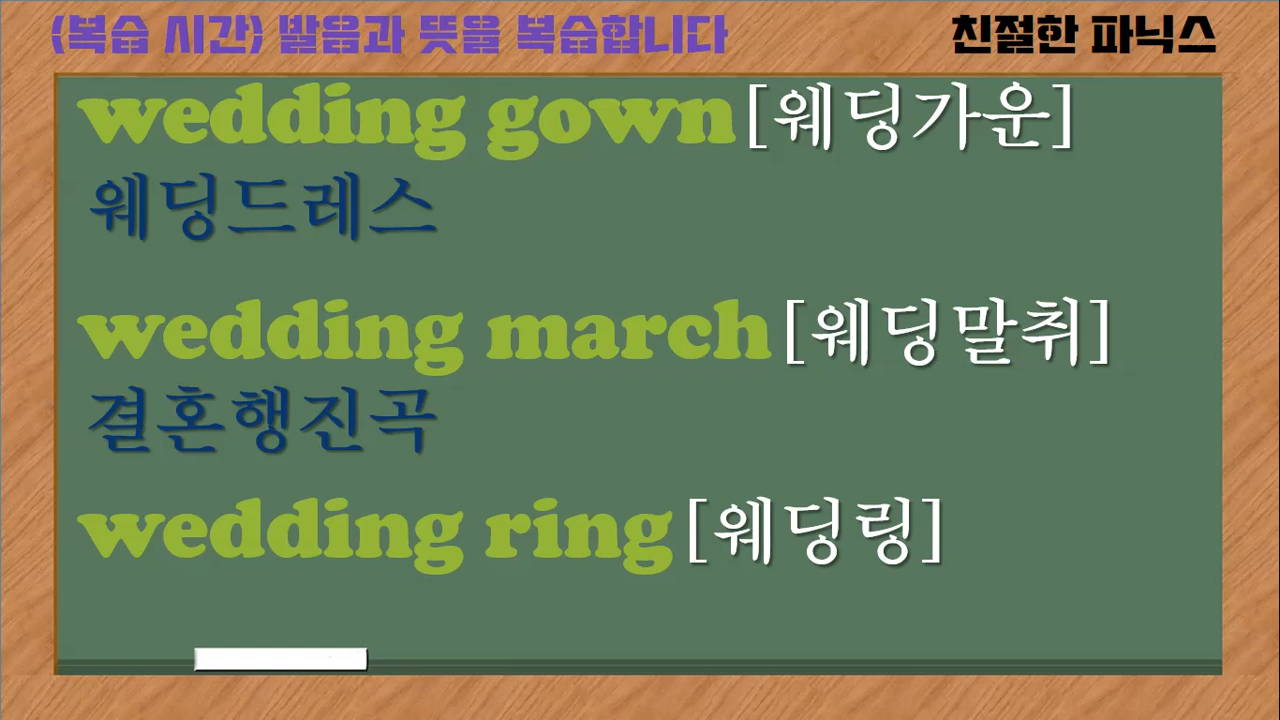 (복습 시간) 발음과 뜻을 복습합니다 친절한 파닉스
wedding gown[웨딩가운]
웨딩드레스
wedding march[웨딩말취]
결혼행진곡
wedding ring[웨딩링]